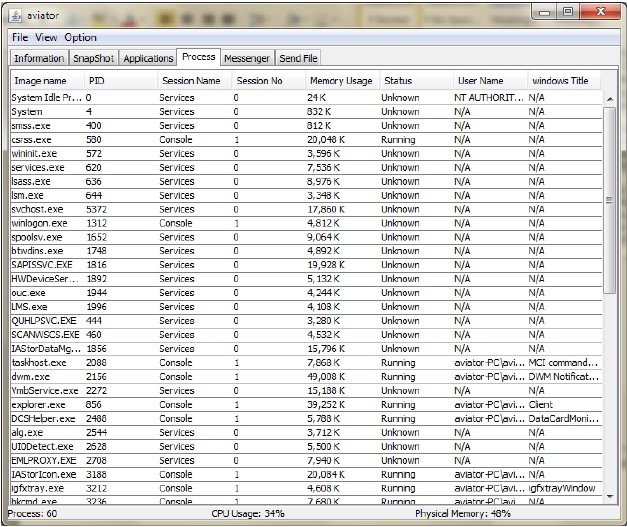 aviator
File View Option
Information SnapShot Applications Process Messenger Send File
Image name PID Session Name Session No Memory Usage Status User Name windows Title
System Idle Pr... 0 Services 0 24 K Unknown NT AUTHORIT... N/A
System 4 Services 0 832 K Unknown N/A N/A
smss.exe 400 Services 0 812 K Unknown N/A N/A
csrss.exe 580 Console 1 20,048 K Running N/A
wininit.exe 572 Services 0 3,596 K Unknown N/A N/A
services.exe 620 Services 0 7,536 K Unknown N/A N/A
lsass.exe 636 Services 0 8,976 K Unknown N/A N/A
lsm.exe 644 Services 0 3,348 K Unknown N/A N/A
svchost.exe 5372 Services 0 17,860 K Unknown N/A N/A
winlogon.exe 1312 Console 1 4,812 K Unknown N/A N/A
spoolsv.exe 1652 Services 0 9,064 K Unknown N/A N/A
btwdins.exe 1748 Services 0 4,892 K Unknown N/A N/A
SAPISSVC.EXE 1816 Services 0 19,928 K Unknown N/A N/A
HWDeviceSer... 1892 Services 0 5,132 K Unknown N/A N/A
ouc.exe 1944 Services 0 4,244 K Unknown N/A N/A
LMS.exe 1996 Services 0 4,108 K Unknown N/A N/A
QUHLPSVC.EXE 444 Services 0 3,280 K Unknown N/A N/A
SCANWSCS.EXE 460 Services 0 4,532 K Unknown N/A N/A
IAStorDataMg... 1856 Services 0 15,796 K Unknown N/A N/A
taskhost.exe 2088 Console 1 7,868 K Running aviator-PC\avi... MCI command...
dwm.exe 2156 Console 1 49,008 K Running aviator-PC\avi... DWM Notificat...
YmbService.exe 2272 Services 0 15,188 K Unknown N/A N/A
explorer.exe 856 Console 1 39,252 K Running aviator-PC\avi... Client
DCSHelper.exe 2488 Console 1 5,788 K Running aviator-PC\avi... DataCardMoni...
alg.exe 2544 Services 0 3,712 K Unknown N/A N/A
UI0Detect.exe 2628 Services 0 5,500 K Unknown N/A N/A
EMLPROXY.EXE 2708 Services 0 7,940 K Unknown N/A N/A
IAStorIcon.exe 3188 Console 1 20,084 K Running aviator-PC\avi... N/A
igfxtray.exe 3212 Console 1 4,608 K Running aviator-PC\avi... igfxtrayWindow
hkcmd.exe 3236 Console 1 7,680 K Running aviator-PC\avi... N/A
Process: 60 CPU Usage: 34% Physical Memory: 48%